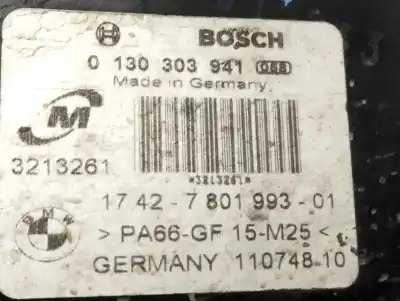 BOSCH
0 130 303 941
Made in Germany
M
3213261
*3213261*
17 42 - 7 801 993 - 01
BMW
> PA66-GF 15-M25 <
GERMANY 110748 10